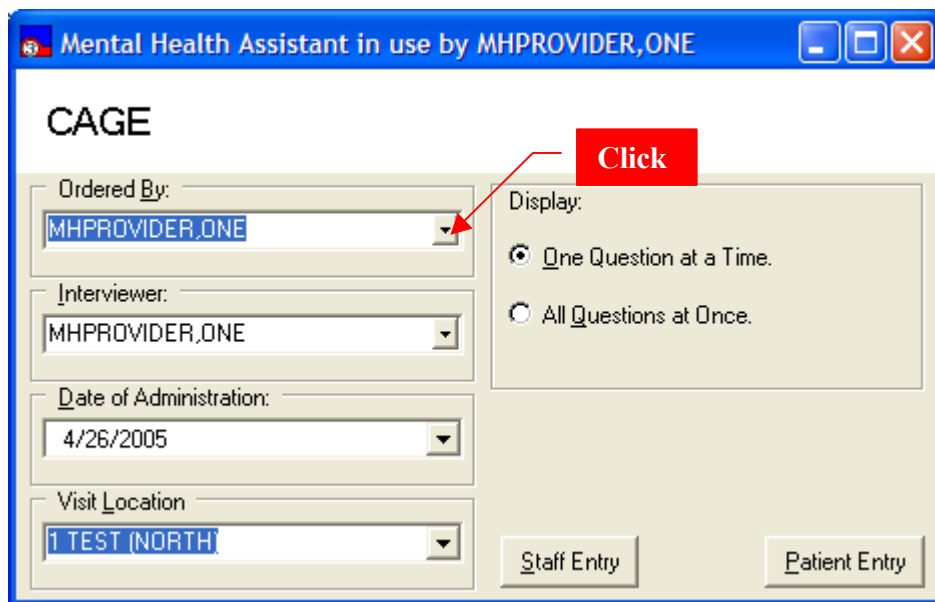 Mental Health Assistant in use by MHPROVIDER,ONE
CAGE
Click
Ordered By:
MHPROVIDER,ONE
Interviewer:
MHPROVIDER,ONE
Date of Administration:
4/26/2005
Visit Location
1 TEST (NORTH)
Display:
One Question at a Time.
All Questions at Once.
Staff Entry
Patient Entry